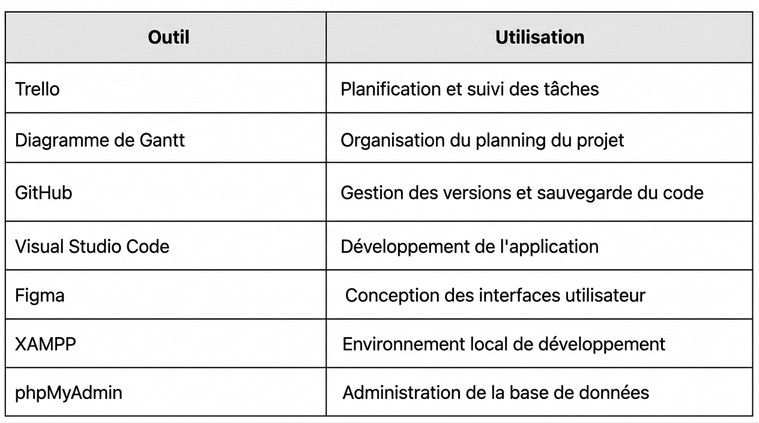 Outil Utilisation
Trello Planification et suivi des tâches
Diagramme de Gantt Organisation du planning du projet
GitHub Gestion des versions et sauvegarde du code
Visual Studio Code Développement de l'application
Figma Conception des interfaces utilisateur
XAMPP Environnement local de développement
phpMyAdmin Administration de la base de données